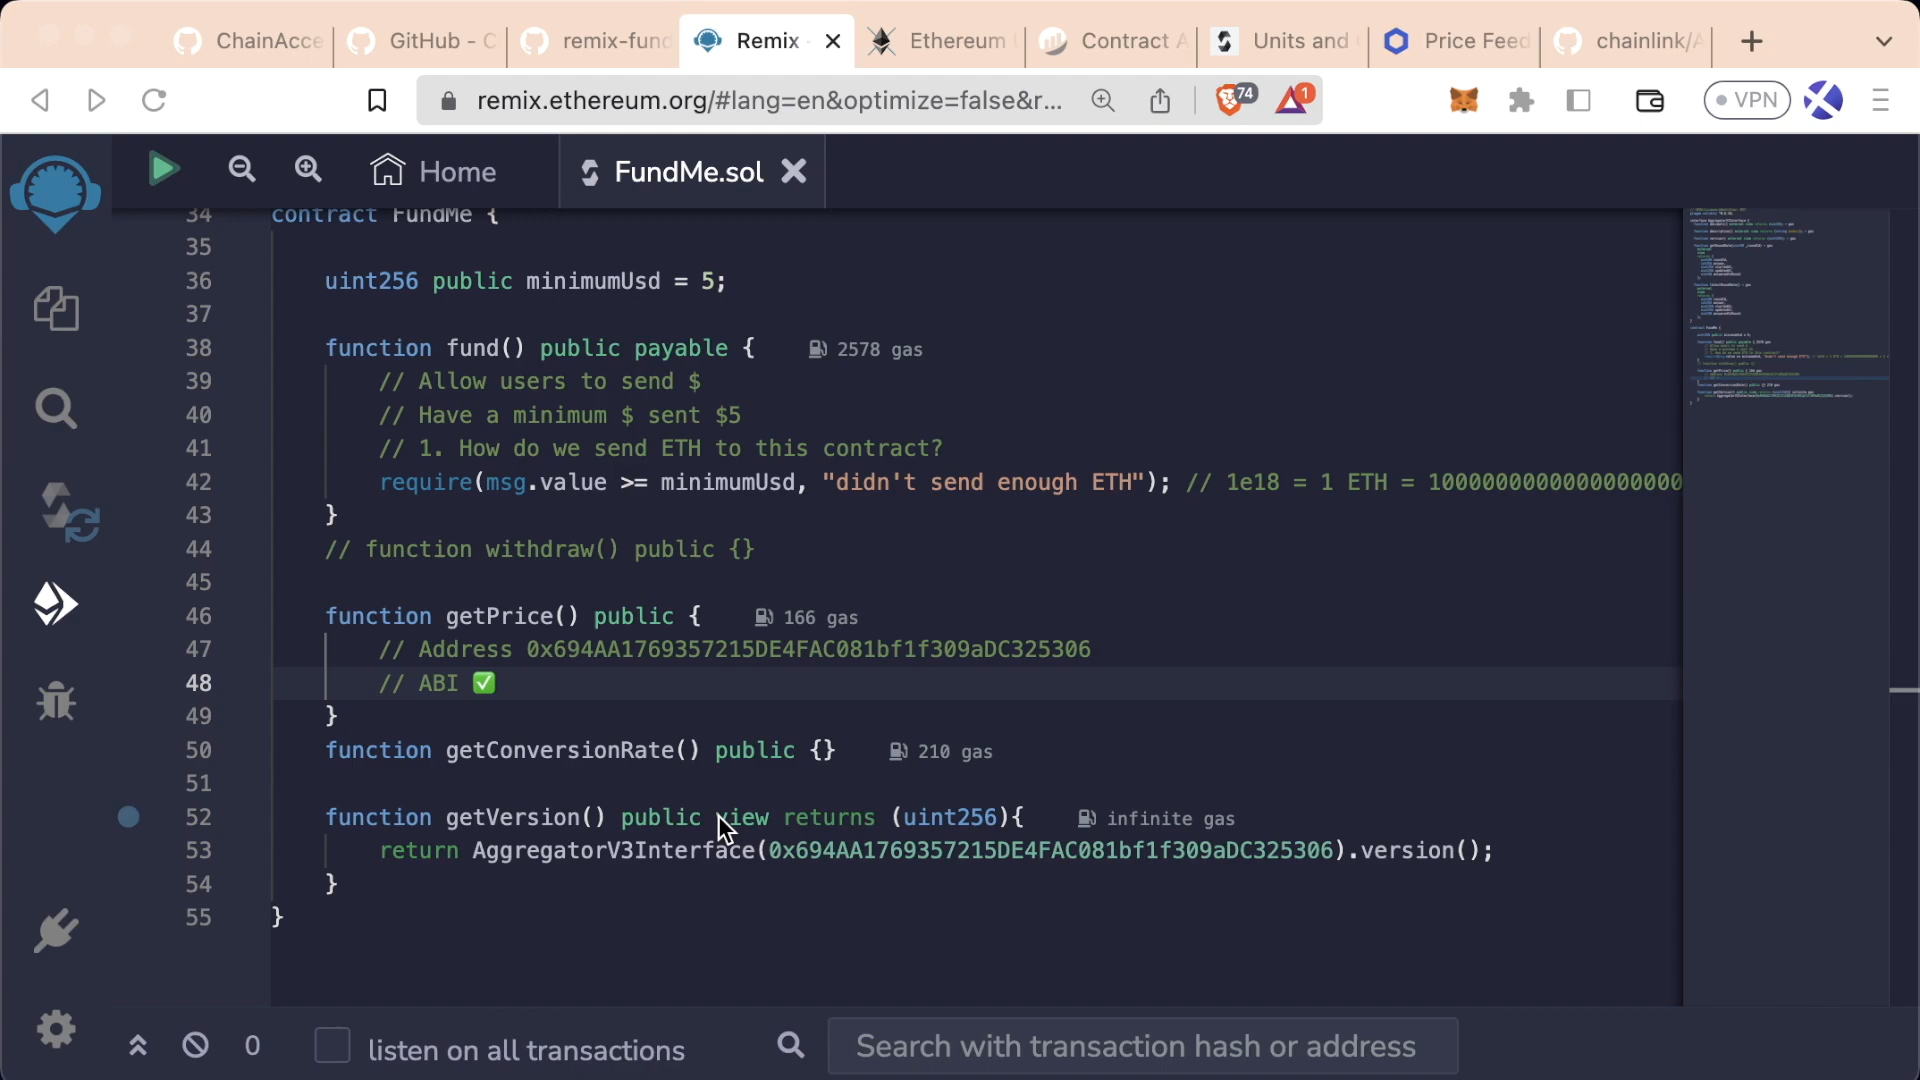 ChainAcce
GitHub - C
remix-fund
Remix
Ethereum
Contract A
Units and
Price Feed
chainlink/A
remix.ethereum.org/#lang=en&optimize=false&r...
74
1
VPN
Home
FundMe.sol
34 contract FundMe {
35
36 uint256 public minimumUsd = 5;
37
38 function fund() public payable { 2578 gas
39 // Allow users to send $
40 // Have a minimum $ sent $5
41 // 1. How do we send ETH to this contract?
42 require(msg.value >= minimumUsd, "didn't send enough ETH"); // 1e18 = 1 ETH = 1000000000000000000
43 }
44 // function withdraw() public {}
45
46 function getPrice() public { 166 gas
47 // Address 0x694AA1769357215DE4FAC081bf1f309aDC325306
48 // ABI ✅
49 }
50 function getConversionRate() public {} 210 gas
51
52 function getVersion() public view returns (uint256){ infinite gas
53 return AggregatorV3Interface(0x694AA1769357215DE4FAC081bf1f309aDC325306).version();
54 }
55 }
0
listen on all transactions
Search with transaction hash or address